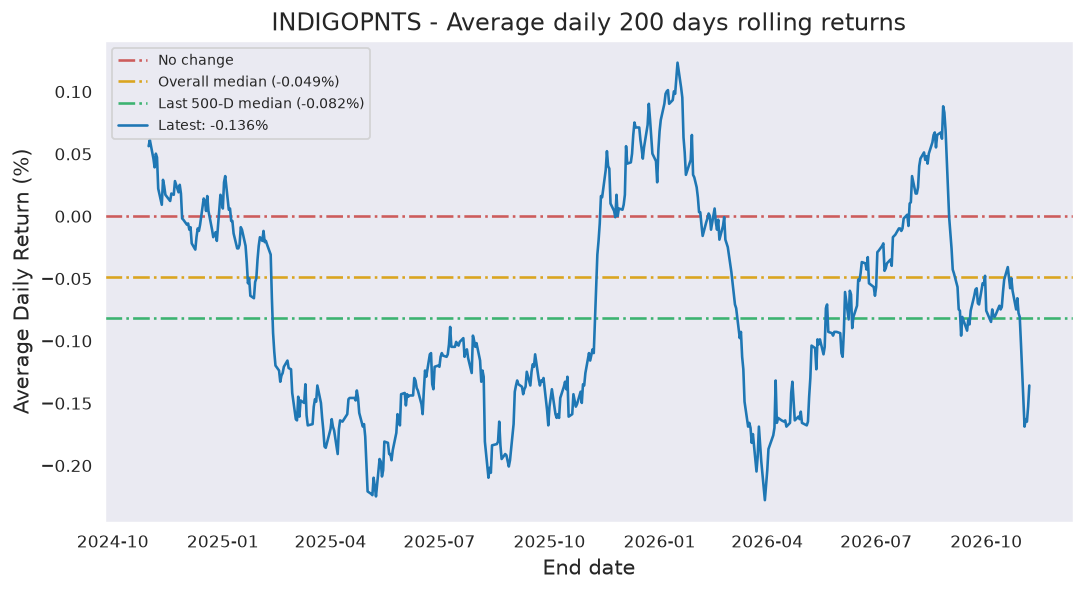 INDIGOPNTS - Average daily 200 days rolling returns
No change
Overall median (-0.049%)
Last 500-D median (-0.082%)
Latest: -0.136%
Average Daily Return (%)
0.10
0.05
0.00
−0.05
−0.10
−0.15
−0.20
2024-10 2025-01 2025-04 2025-07 2025-10 2026-01 2026-04 2026-07 2026-10
End date